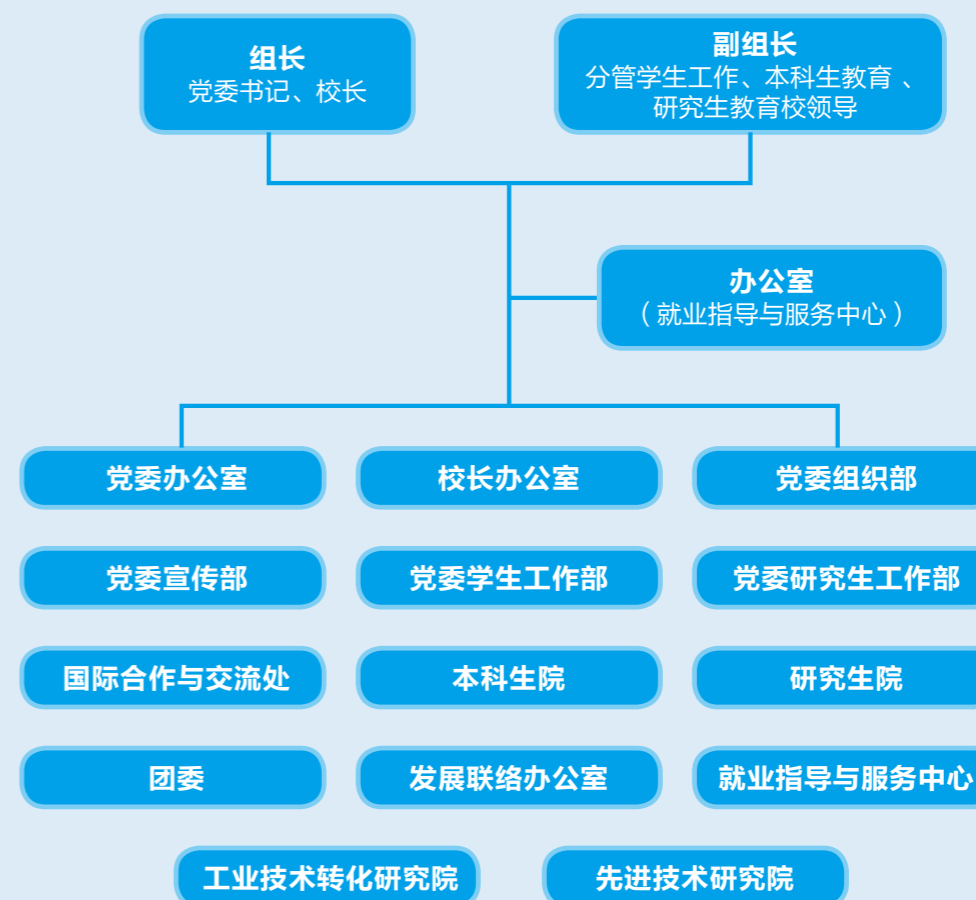 组长
党委书记、校长
副组长
分管学生工作、本科生教育 、
研究生教育校领导
办公室
（ 就业指导与服务中心 ）
党委办公室
校长办公室
党委组织部
党委宣传部
党委学生工作部
党委研究生工作部
国际合作与交流处
本科生院
研究生院
团委
发展联络办公室
就业指导与服务中心
工业技术转化研究院
先进技术研究院